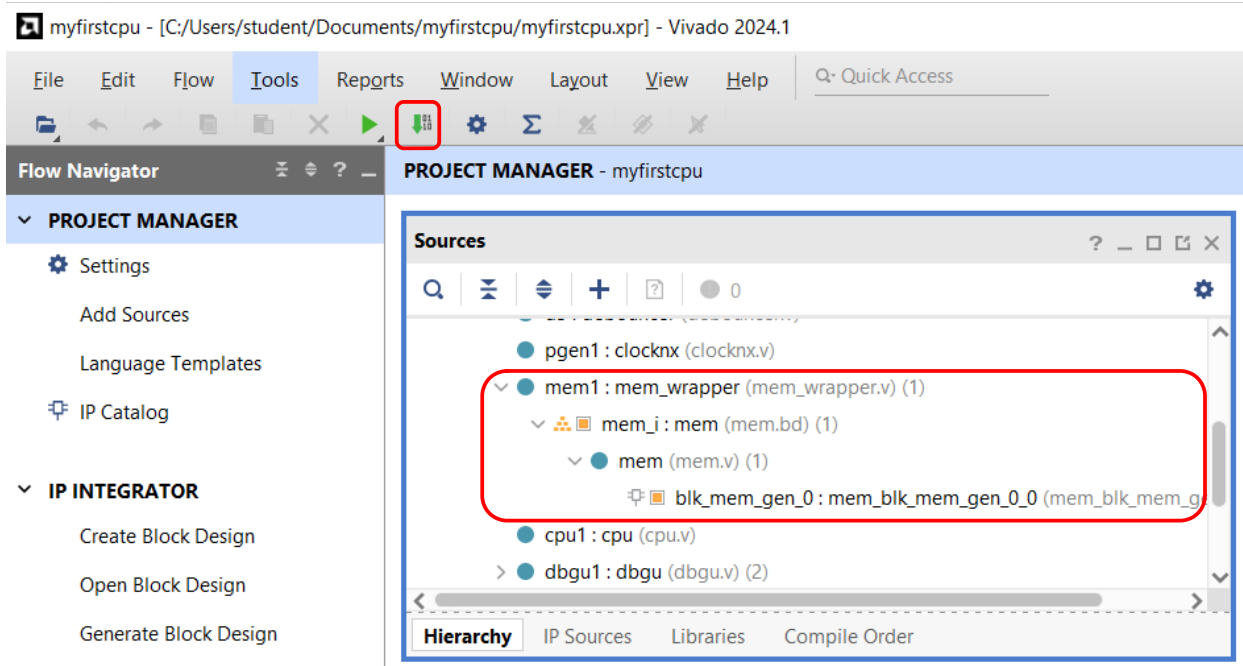 myfirstcpu - [C:/Users/student/Documents/myfirstcpu/myfirstcpu.xpr] - Vivado 2024.1
File Edit Flow Tools Reports Window Layout View Help Quick Access
Flow Navigator
PROJECT MANAGER - myfirstcpu
PROJECT MANAGER
Settings
Add Sources
Language Templates
IP Catalog
IP INTEGRATOR
Create Block Design
Open Block Design
Generate Block Design
Sources
0
pgen1 : clocknx (clocknx.v)
mem1 : mem_wrapper (mem_wrapper.v) (1)
mem_i : mem (mem.bd) (1)
mem (mem.v) (1)
blk_mem_gen_0 : mem_blk_mem_gen_0_0 (mem_blk_mem_g
cpu1 : cpu (cpu.v)
dbgu1 : dbgu (dbgu.v) (2)
Hierarchy IP Sources Libraries Compile Order